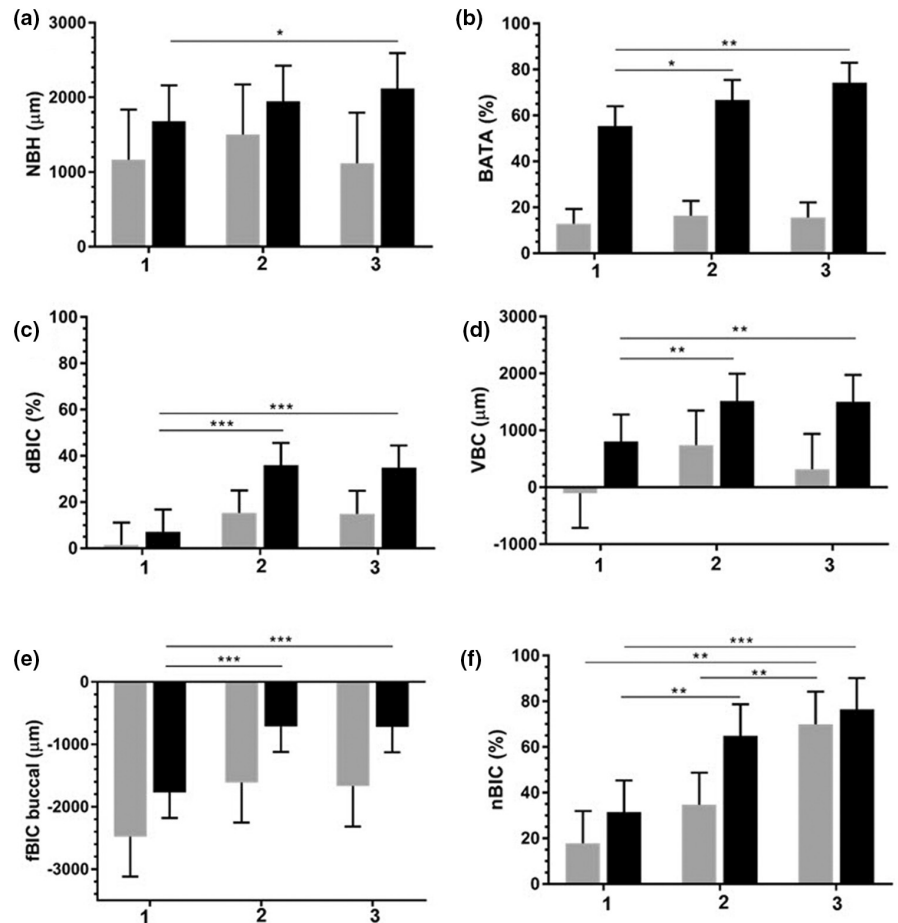 (a)
NBH (μm)
3000
2000
1000
0
*
1 2 3
(b)
BATA (%)
100
80
60
40
20
0
**
*
1 2 3
(c)
dBIC (%)
100
80
60
40
20
0
***
***
1 2 3
(d)
VBC (μm)
3000
2000
1000
0
-1000
**
**
1 2 3
(e)
fBIC buccal (μm)
0
-1000
-2000
-3000
***
***
1 2 3
(f)
nBIC (%)
100
80
60
40
20
0
***
**
**
**
1 2 3